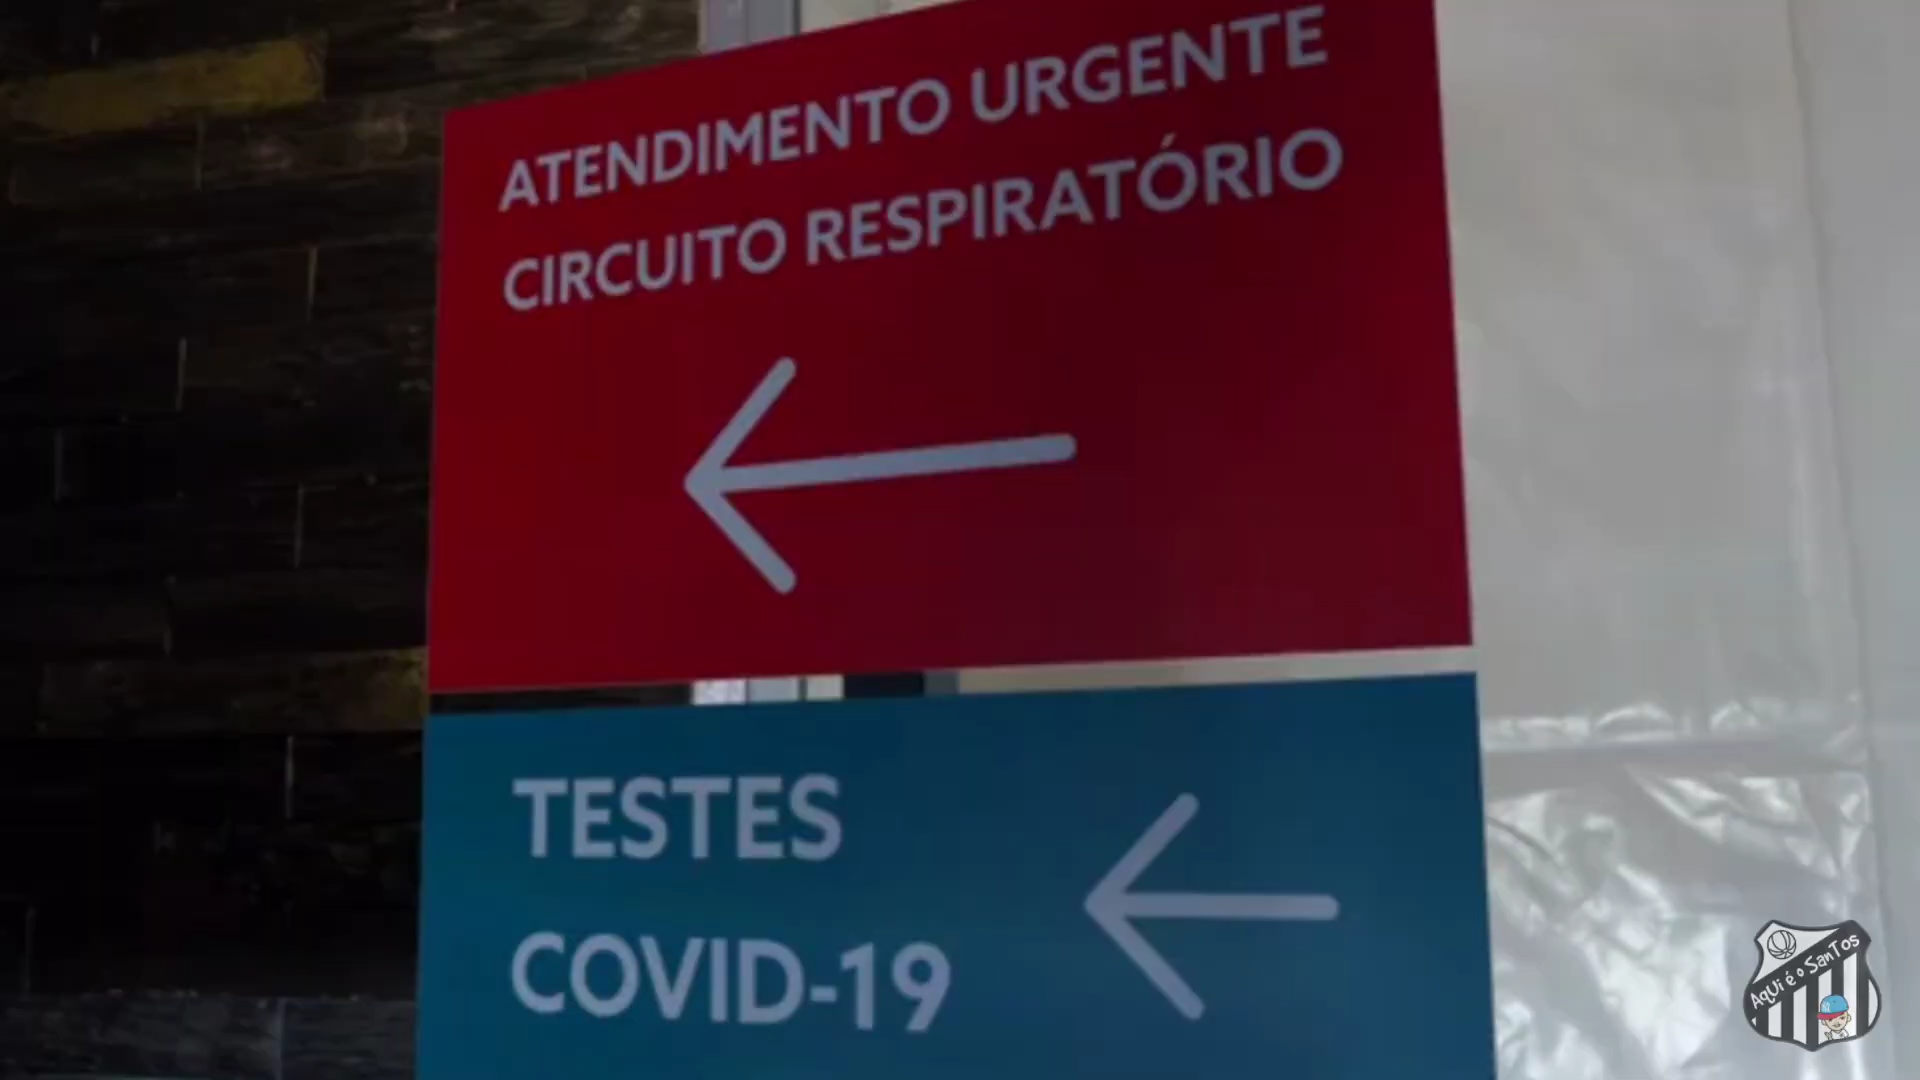 ATENDIMENTO URGENTE
CIRCUITO RESPIRATÓRIO
TESTES
COVID-19
AqUi é o SanTos